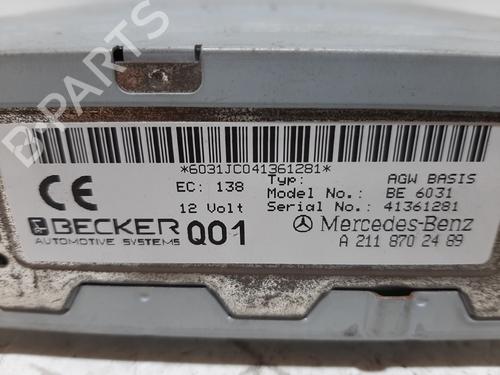 B-PARTS
*6031JC041361281*
EC: 138 Typ: AGW BASIS
Model No.: BE 6031
12 Volt Serial No.: 41361281
CE
BECKER Q01 Mercedes-Benz
AUTOMOTIVE SYSTEMS A 211 870 24 89